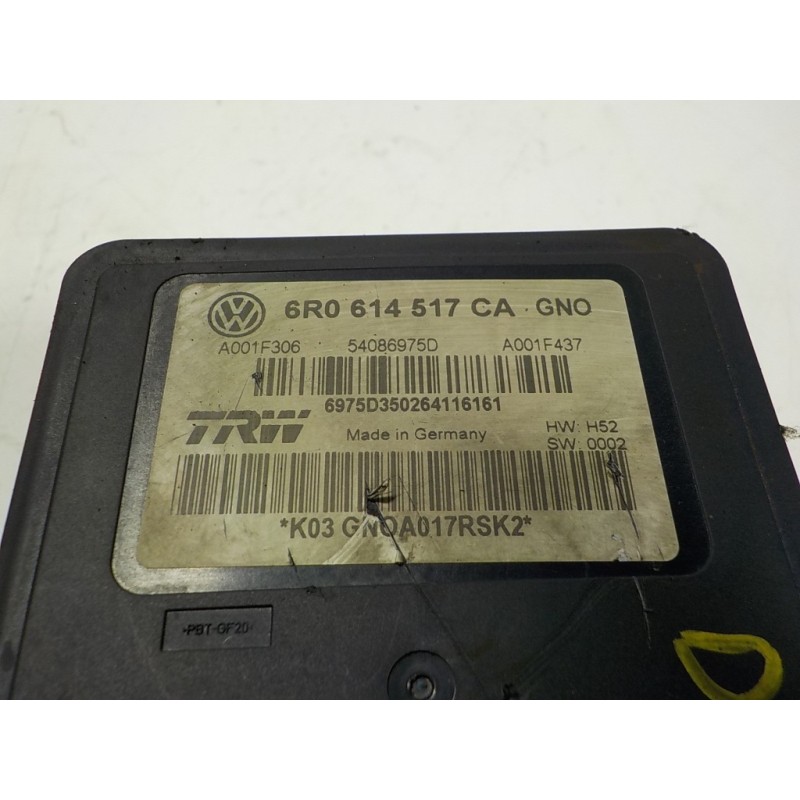 6R0 614 517 CA · GNO
A001F306 54086975D A001F437
6975D350264116161
TRW Made in Germany HW: H52
SW: 0002
*K03 GNOA017RSK2*
›PBT-GF20‹